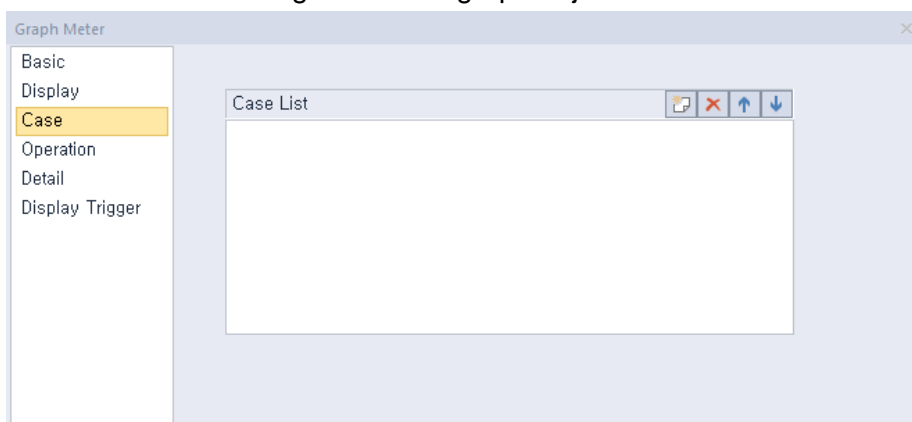 Graph Meter
Basic
Display
Case
Operation
Detail
Display Trigger
Case List